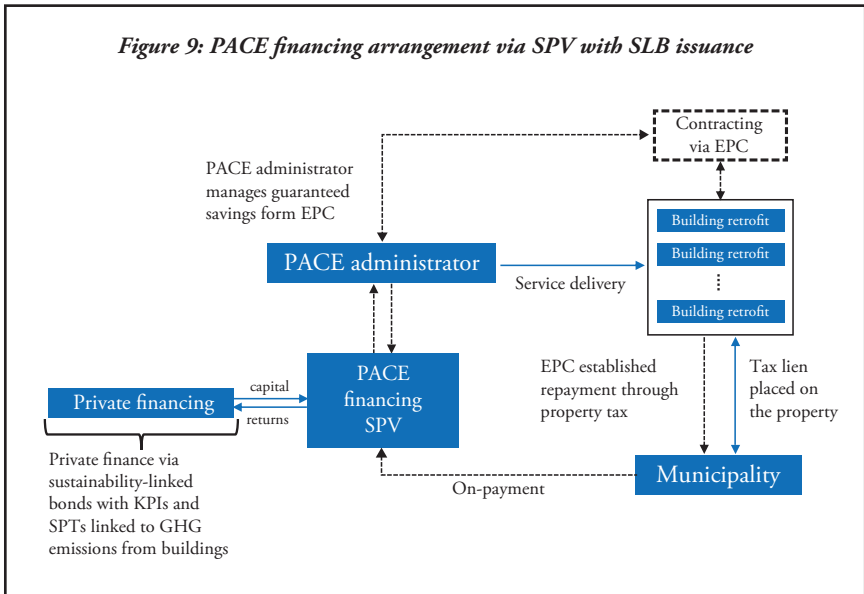 Figure 9: PACE financing arrangement via SPV with SLB issuance
Contracting
via EPC
PACE administrator
manages guaranteed
savings form EPC
Building retrofit
Building retrofit
Building retrofit
PACE administrator
Service delivery
PACE
financing
SPV
EPC established
repayment through
property tax
Tax lien
placed on
the property
Private financing
capital
returns
Private finance via
sustainability-linked
bonds with KPIs and
SPTs linked to GHG
emissions from buildings
On-payment
Municipality